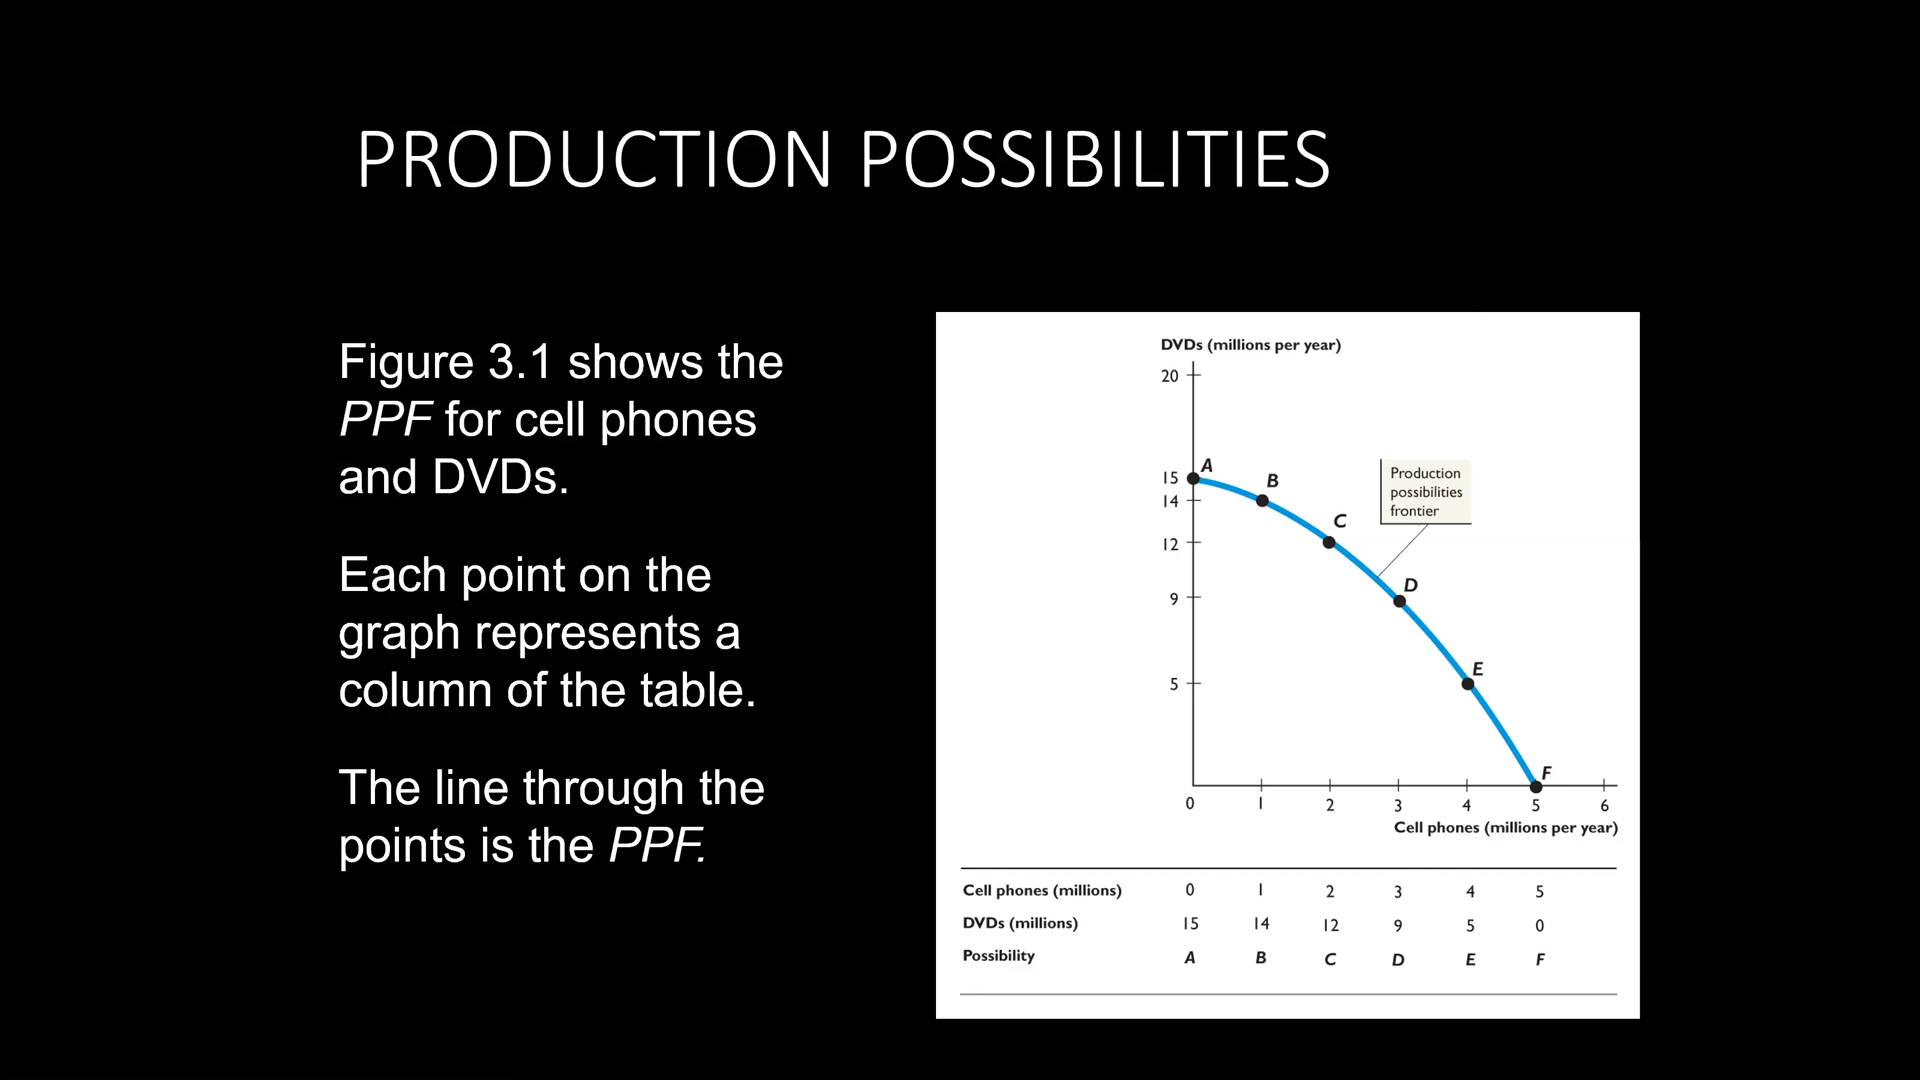 PRODUCTION POSSIBILITIES
Figure 3.1 shows the
PPF for cell phones
and DVDs.
Each point on the
graph represents a
column of the table.
The line through the
points is the PPF.
DVDs (millions per year)
20
15
14
12
9
5
A
B
C
D
E
F
Production
possibilities
frontier
0 1 2 3 4 5 6
Cell phones (millions per year)
Cell phones (millions) 0 1 2 3 4 5
DVDs (millions) 15 14 12 9 5 0
Possibility A B C D E F